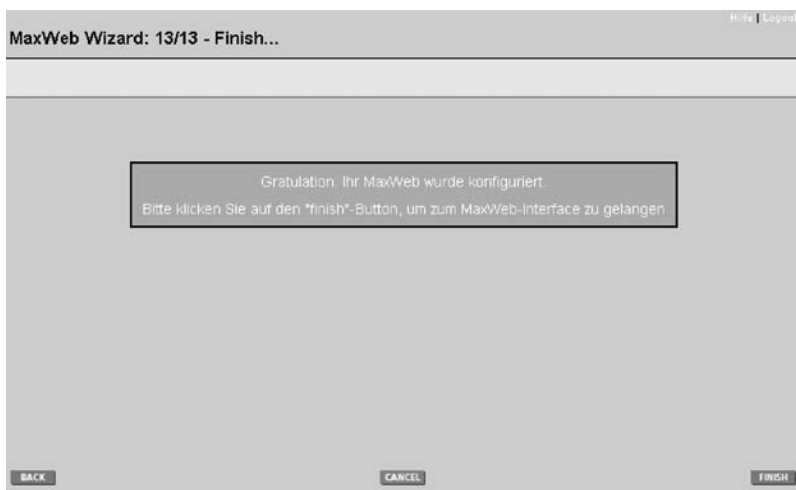 Hilfe | Logout
MaxWeb Wizard: 13/13 - Finish...
Gratulation. Ihr MaxWeb wurde konfiguriert.
Bitte klicken Sie auf den "finish"-Button, um zum MaxWeb-Interface zu gelangen
BACK
CANCEL
FINISH